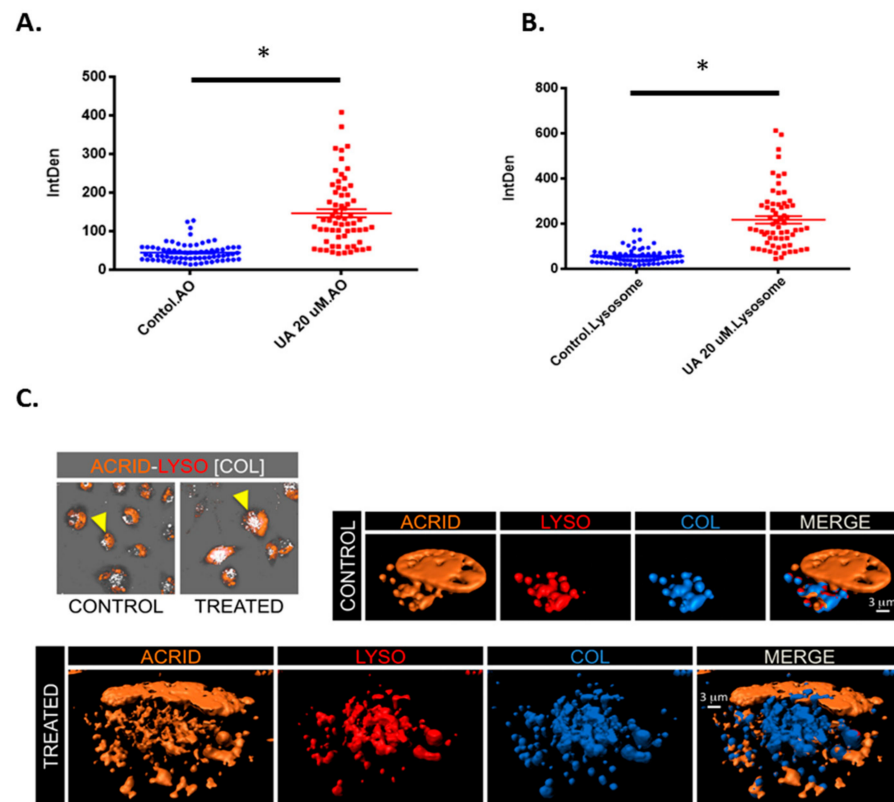 A.
*
500
400
300
200
100
0
IntDen
Contol.AO
UA 20 uM.AO
B.
*
800
600
400
200
0
IntDen
Control.Lysosome
UA 20 uM.Lysosome
C.
ACRID-LYSO [COL]
CONTROL TREATED
CONTROL
ACRID LYSO COL MERGE
3 μm
TREATED
ACRID LYSO COL MERGE
3 μm